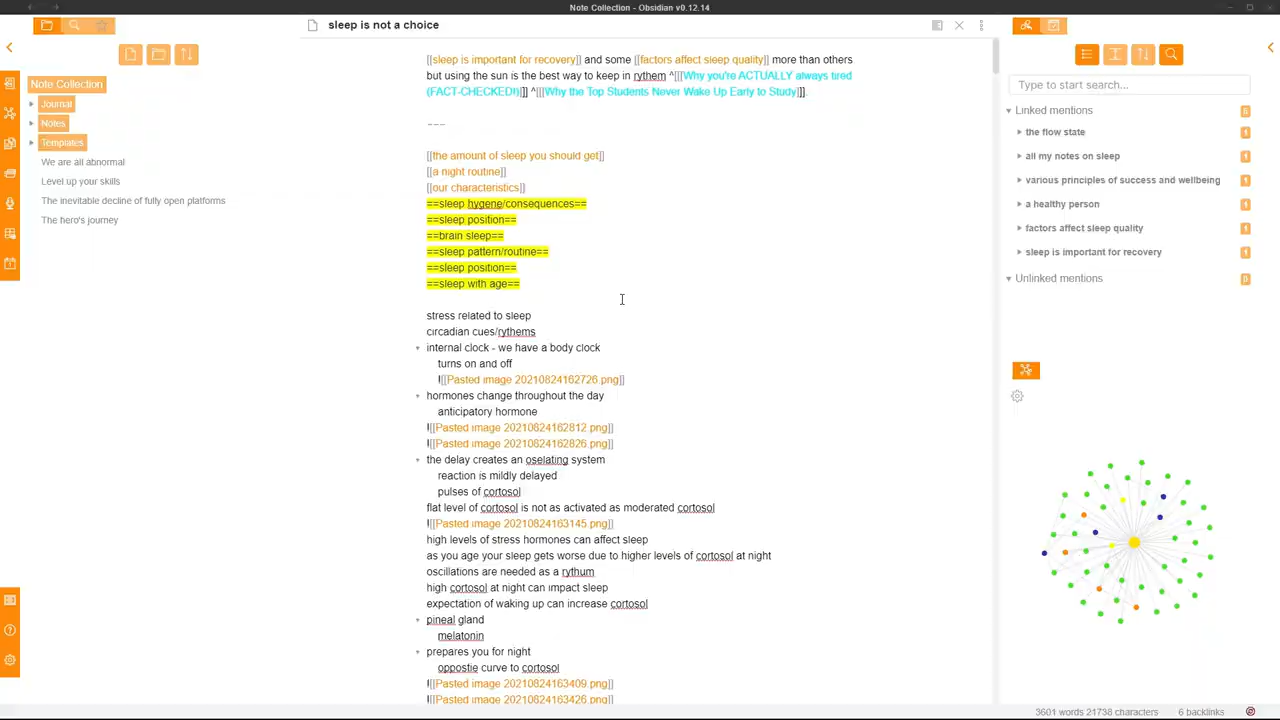 Note Collection - Obsidian v0.12.14
sleep is not a choice
Note Collection
Journal
Notes
Templates
We are all abnormal
Level up your skills
The inevitable decline of fully open platforms
The hero's journey
[[sleep is important for recovery]] and some [[factors affect sleep quality]] more than others
but using the sun is the best way to keep in rythem ^[[[Why you're ACTUALLY always tired
(FACT-CHECKED!)]]] ^[[[Why the Top Students Never Wake Up Early to Study]]].
---
[[the amount of sleep you should get]]
[[a night routine]]
[[our characteristics]]
==sleep hygene/consequences==
==sleep position==
==brain sleep==
==sleep pattern/routine==
==sleep position==
==sleep with age==
stress related to sleep
circadian cues/rythems
internal clock - we have a body clock
turns on and off
![[Pasted image 20210824162726.png]]
hormones change throughout the day
anticipatory hormone
![[Pasted image 20210824162812.png]]
![[Pasted image 20210824162826.png]]
the delay creates an oselating system
reaction is mildly delayed
pulses of cortosol
flat level of cortosol is not as activated as moderated cortosol
![[Pasted image 20210824163145.png]]
high levels of stress hormones can affect sleep
as you age your sleep gets worse due to higher levels of cortosol at night
oscillations are needed as a rythum
high cortosol at night can impact sleep
expectation of waking up can increase cortosol
pineal gland
melatonin
prepares you for night
oppostie curve to cortosol
![[Pasted image 20210824163409.png]]
![[Pasted image 20210824163426.png]]
Type to start search...
Linked mentions 6
the flow state 1
all my notes on sleep 1
various principles of success and wellbeing 1
a healthy person 1
factors affect sleep quality 1
sleep is important for recovery 1
Unlinked mentions 0
3601 words 21738 characters 6 backlinks